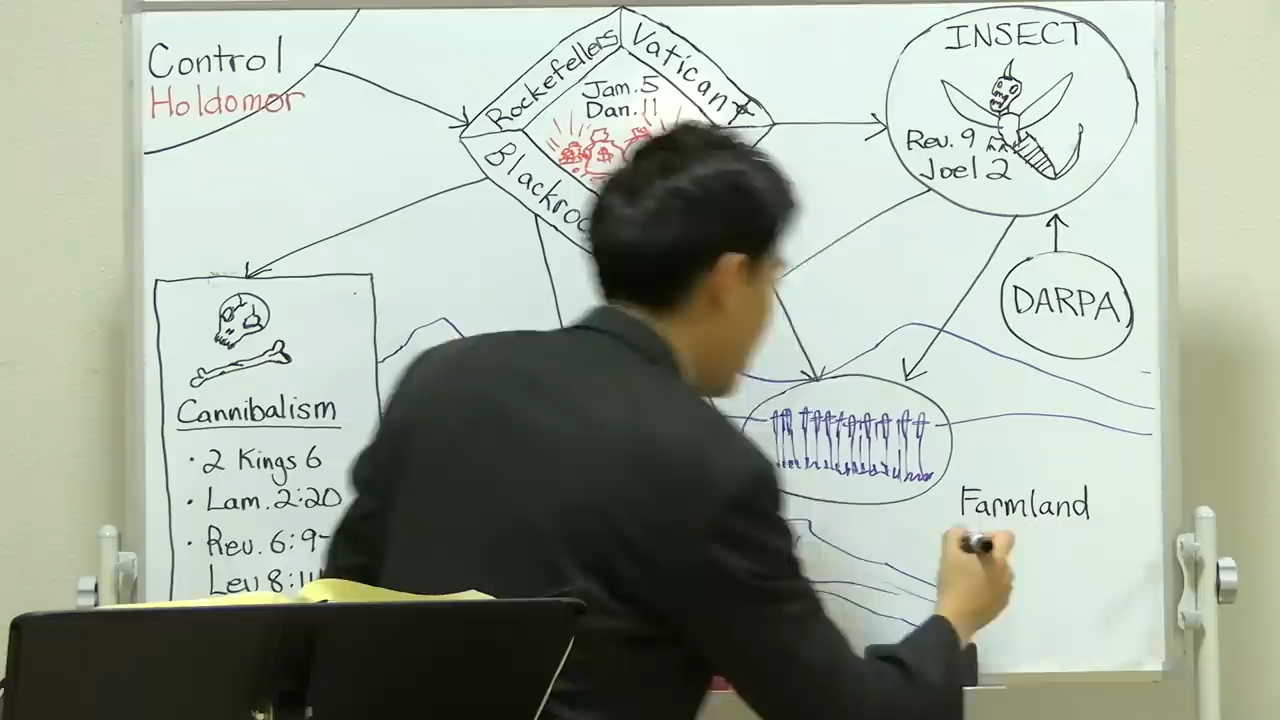 Control
Holdomor
Rockefellers
Vatican
Jam. 5
Dan. 11
INSECT
Rev. 9
Joel 2
DARPA
Cannibalism
• 2 Kings 6
• Lam. 2:20
• Rev. 6:9-
Farmland